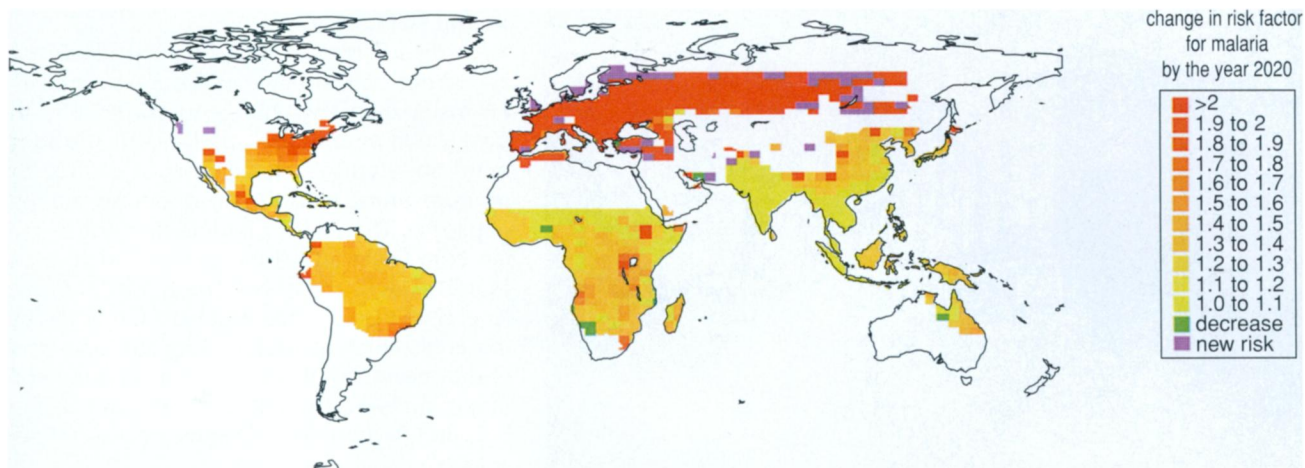 change in risk factor
for malaria
by the year 2020
>2
1.9 to 2
1.8 to 1.9
1.7 to 1.8
1.6 to 1.7
1.5 to 1.6
1.4 to 1.5
1.3 to 1.4
1.2 to 1.3
1.1 to 1.2
1.0 to 1.1
decrease
new risk